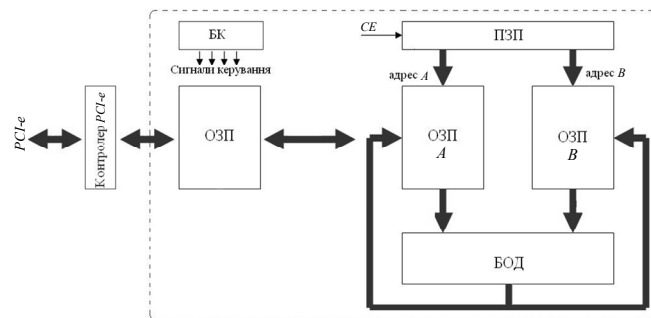 БК
Сигнали керування
CE
ПЗП
адрес A
адрес B
PCI-e
Контролер PCI-e
ОЗП
ОЗП
A
ОЗП
B
БОД